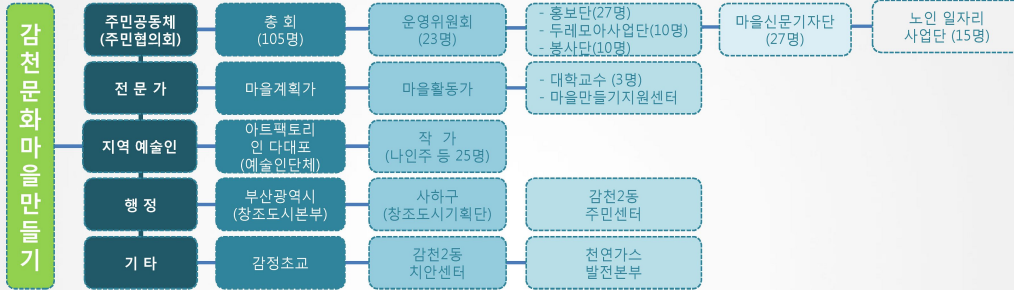 감천문화마을만들기
주민공동체
(주민협의회)
총 회
(105명)
운영위원회
(23명)
- 홍보단(27명)
- 두레모아사업단(10명)
- 봉사단(10명)
마을신문기자단
(27명)
노인 일자리
사업단 (15명)
전 문 가
마을계획가
마을활동가
- 대학교수 (3명)
- 마을만들기지원센터
지역 예술인
아트팩토리
인 다대포
(예술인단체)
작 가
(나인주 등 25명)
행 정
부산광역시
(창조도시본부)
사하구
(창조도시기획단)
감천2동
주민센터
기 타
감정초교
감천2동
치안센터
천연가스
발전본부